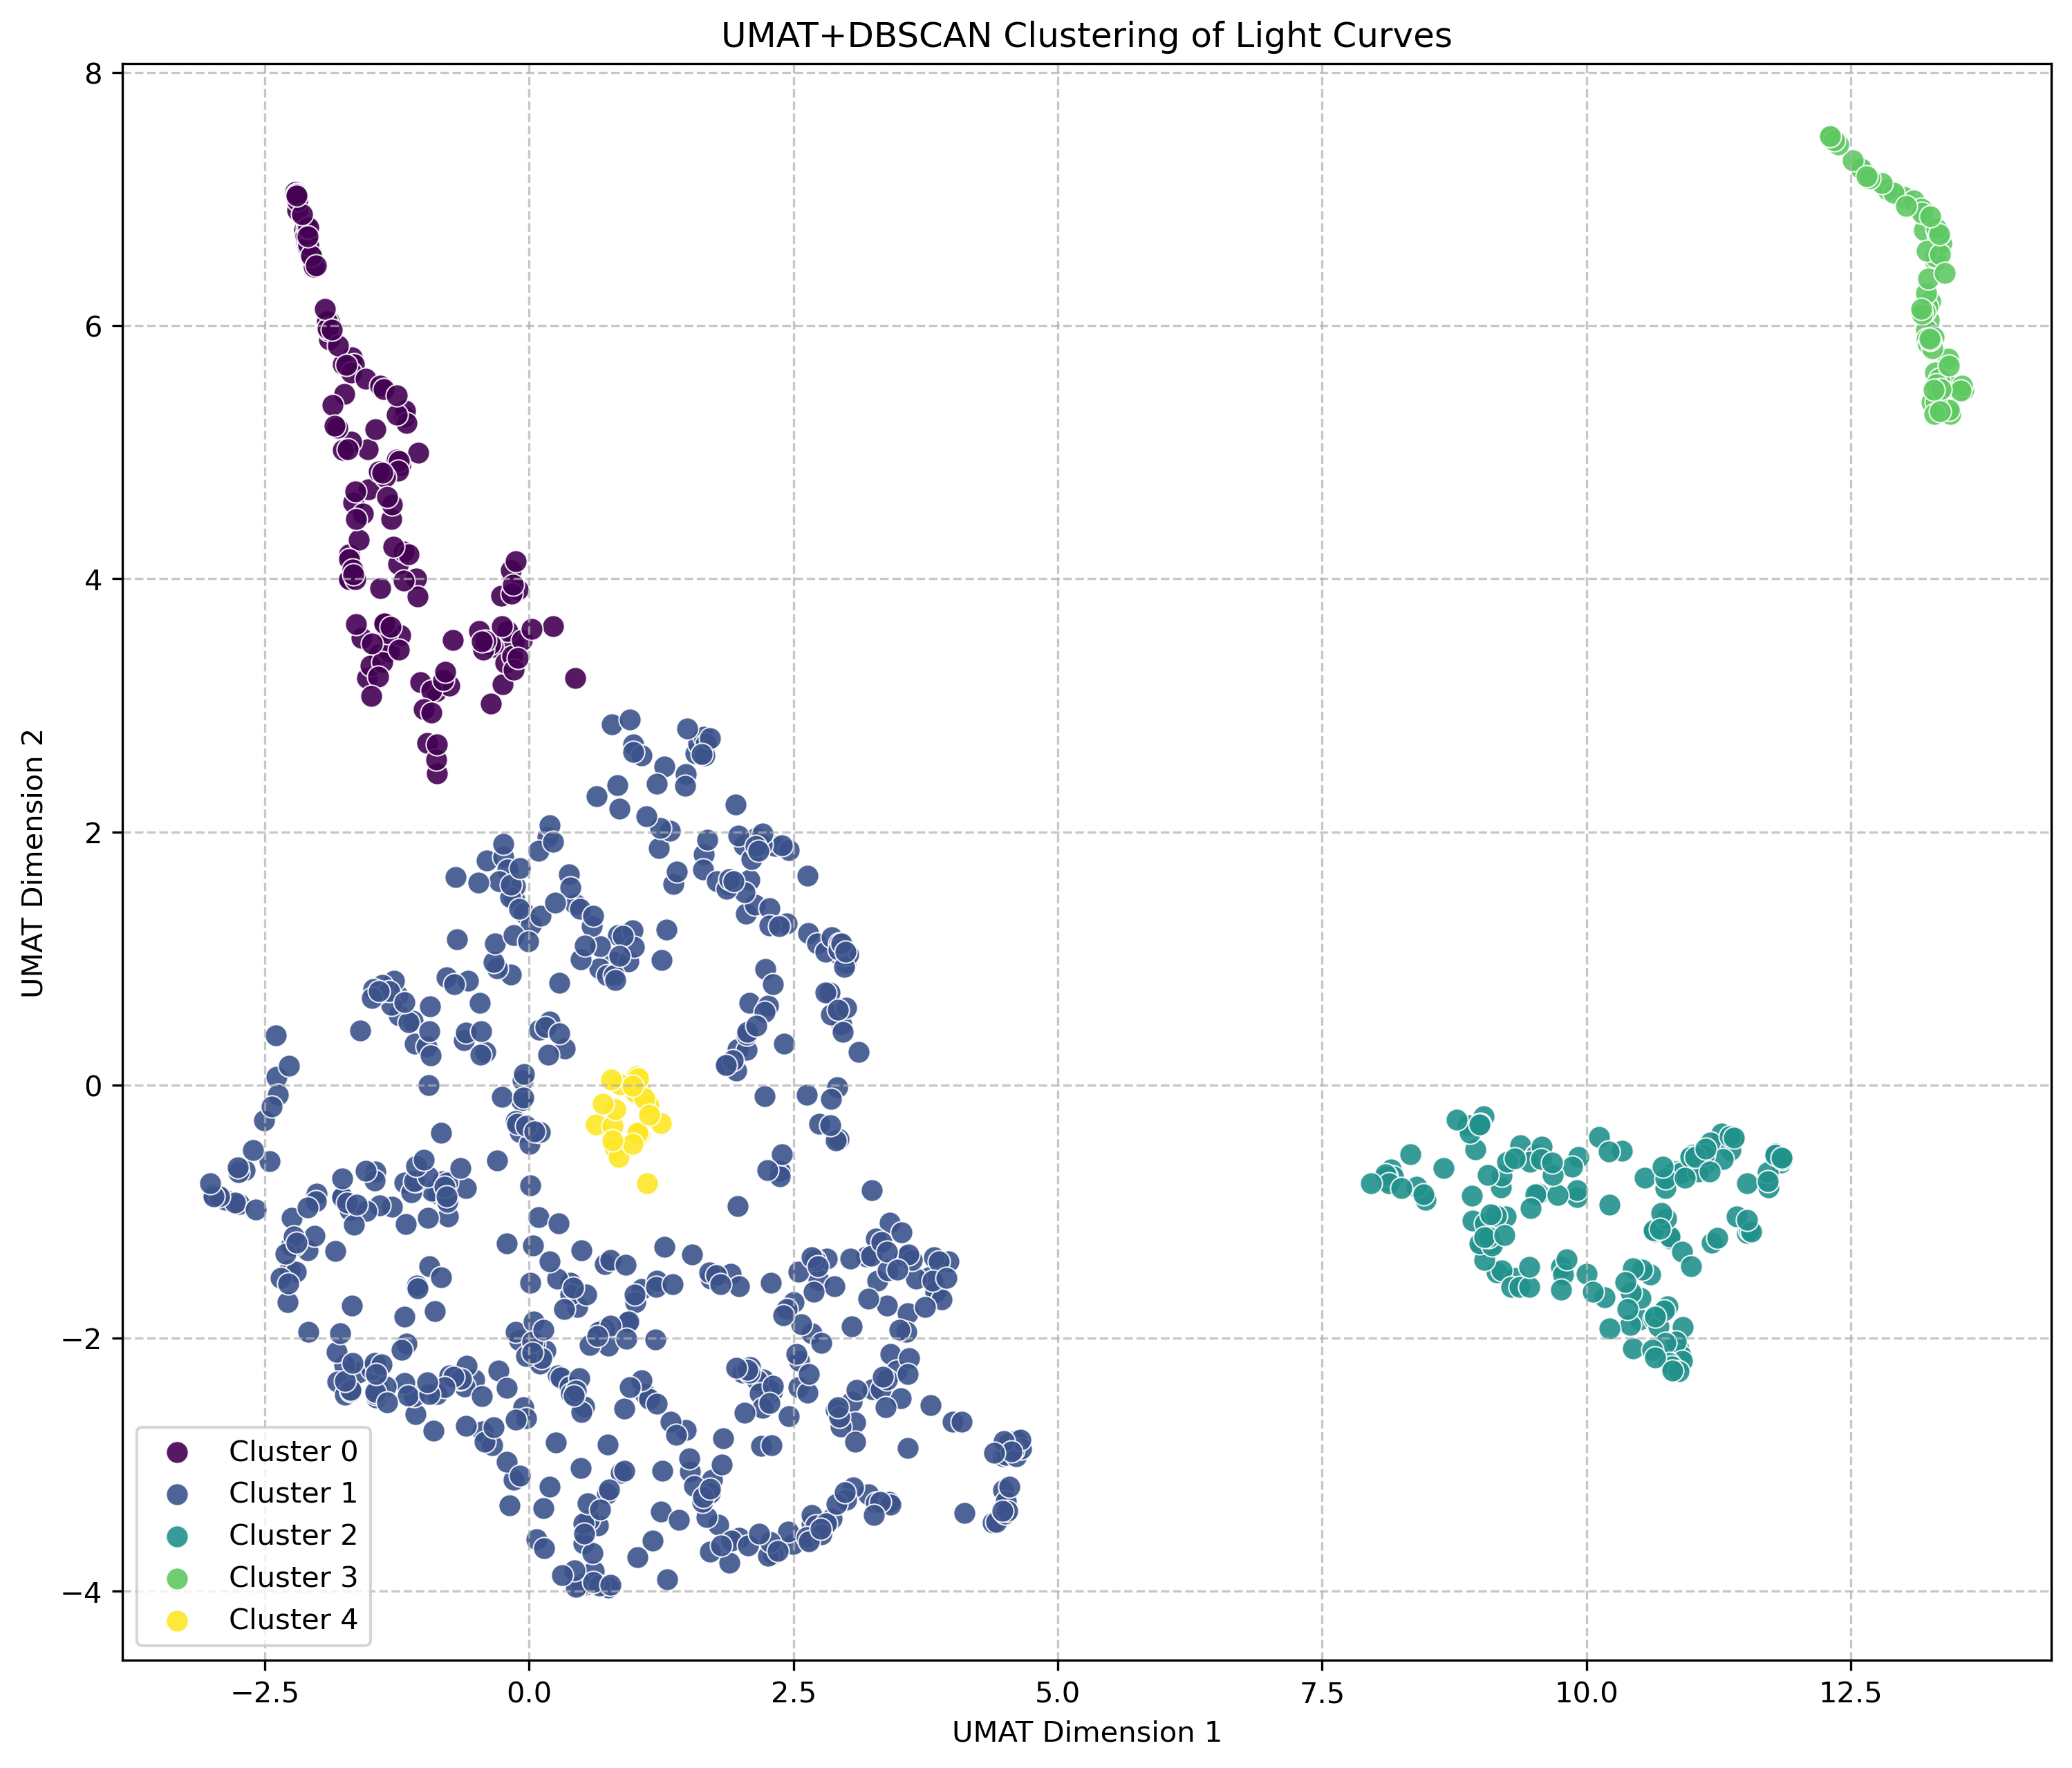 UMAT+DBSCAN Clustering of Light Curves
8
6
4
2
0
−2
−4
UMAT Dimension 2
Cluster 0
Cluster 1
Cluster 2
Cluster 3
Cluster 4
−2.5 0.0 2.5 5.0 7.5 10.0 12.5
UMAT Dimension 1